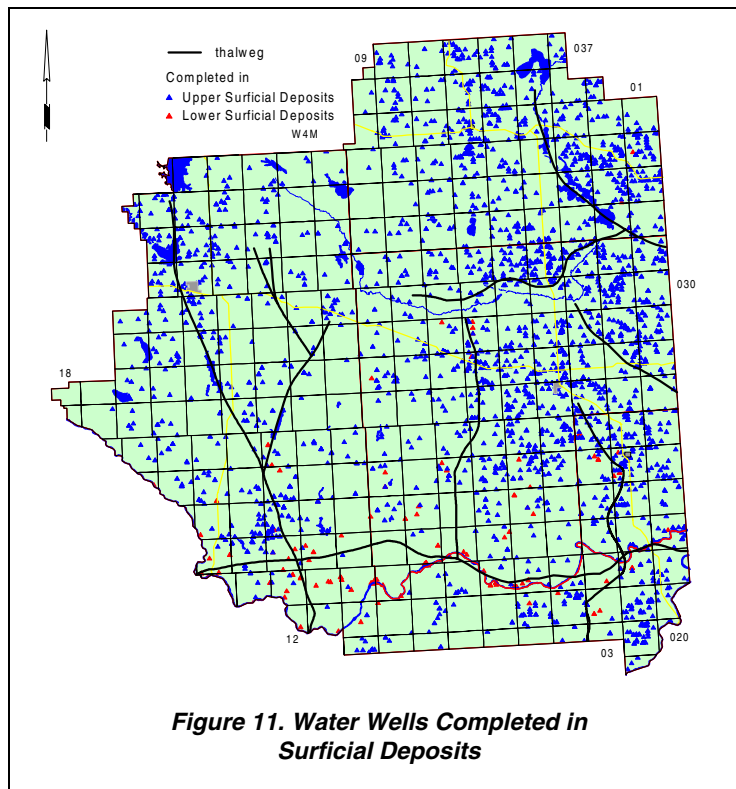 thalweg
Completed in
Upper Surficial Deposits
Lower Surficial Deposits
W4M
09
037
01
030
18
12
03
020
Figure 11. Water Wells Completed in
Surficial Deposits